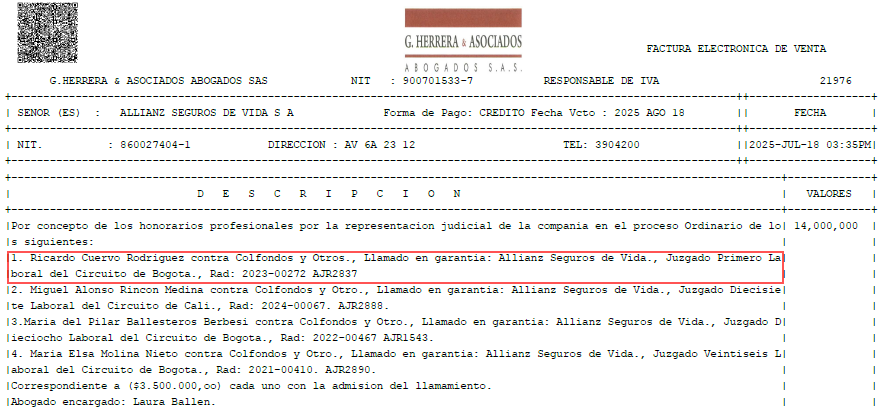 G. HERRERA & ASOCIADOS
ABOGADOS S.A.S.
FACTURA ELECTRONICA DE VENTA
G.HERRERA & ASOCIADOS ABOGADOS SAS NIT : 900701533-7 RESPONSABLE DE IVA 21976
SENOR (ES) : ALLIANZ SEGUROS DE VIDA S A Forma de Pago: CREDITO Fecha Vcto : 2025 AGO 18 FECHA
NIT. : 860027404-1 DIRECCION : AV 6A 23 12 TEL: 3904200 2025-JUL-18 03:35PM
D E S C R I P C I O N VALORES
Por concepto de los honorarios profesionales por la representacion judicial de la compania en el proceso Ordinario de lo 14,000,000
s siguientes:
1. Ricardo Cuervo Rodriguez contra Colfondos y Otros., Llamado en garantia: Allianz Seguros de Vida., Juzgado Primero La
boral del Circuito de Bogota., Rad: 2023-00272 AJR2837
2. Miguel Alonso Rincon Medina contra Colfondos y Otro., Llamado en garantia: Allianz Seguros de Vida., Juzgado Diecisie
te Laboral del Circuito de Cali., Rad: 2024-00067. AJR2888.
3.Maria del Pilar Ballesteros Berbesi contra Colfondos y Otro., Llamado en garantia: Allianz Seguros de Vida., Juzgado D
ieciocho Laboral del Circuito de Bogota., Rad: 2022-00467 AJR1543.
4. Maria Elsa Molina Nieto contra Colfondos y Otro., Llamado en garantia: Allianz Seguros de Vida., Juzgado Veintiseis L
aboral del Circuito de Bogota., Rad: 2021-00410. AJR2890.
Correspondiente a ($3.500.000,oo) cada uno con la admision del llamamiento.
Abogado encargado: Laura Ballen.